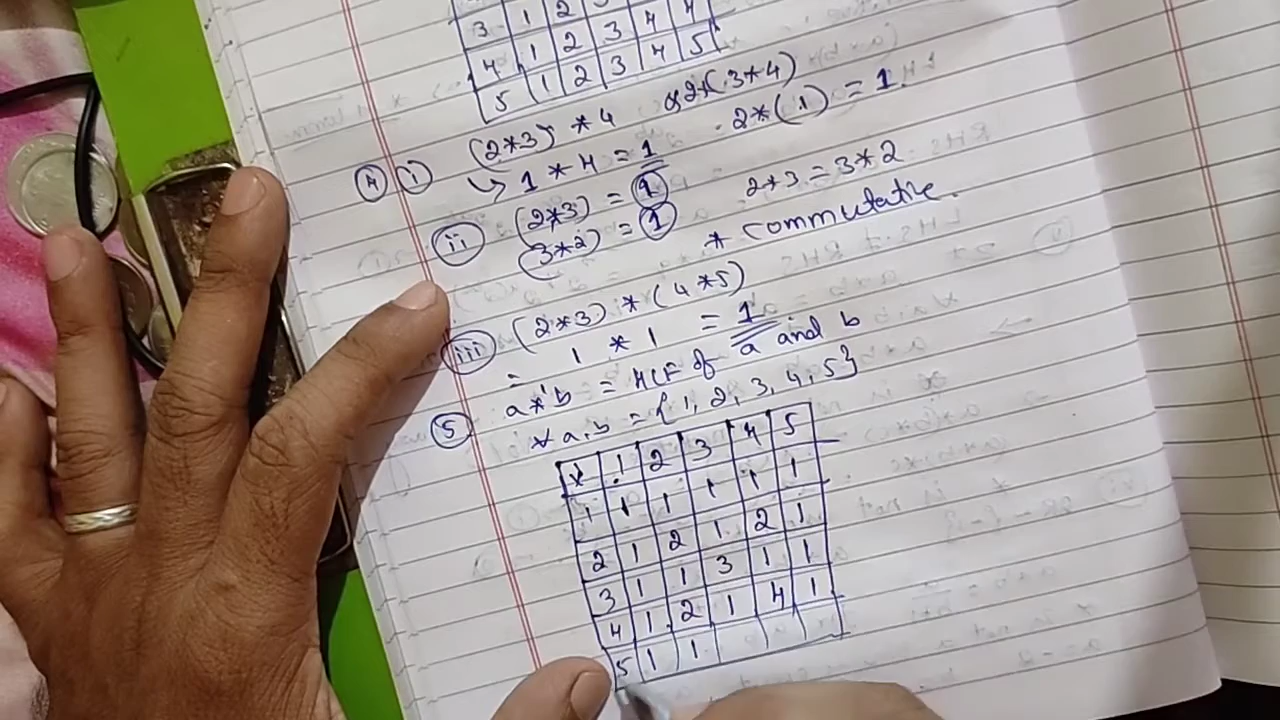 3 1 2 3 4 4
4 1 2 3 4 5
5 1 2 3
(2*3) * 4 & 2*(3*4)
4 i → 1 * 4 = 1 2*(1) = 1.
ii (2*3) = 1 2*3 = 3*2
(3*2) = 1 * commutative.
iii (2*3) * (4*5)
= 1 * 1 = 1
5 a*'b = HCF of a and b
∀ a,b = {1, 2, 3, 4, 5}
* 1 2 3 4 5
1 1 1 1 1 1
2 1 2 1 2 1
3 1 1 3 1 1
4 1 2 1 4 1
5 1 1